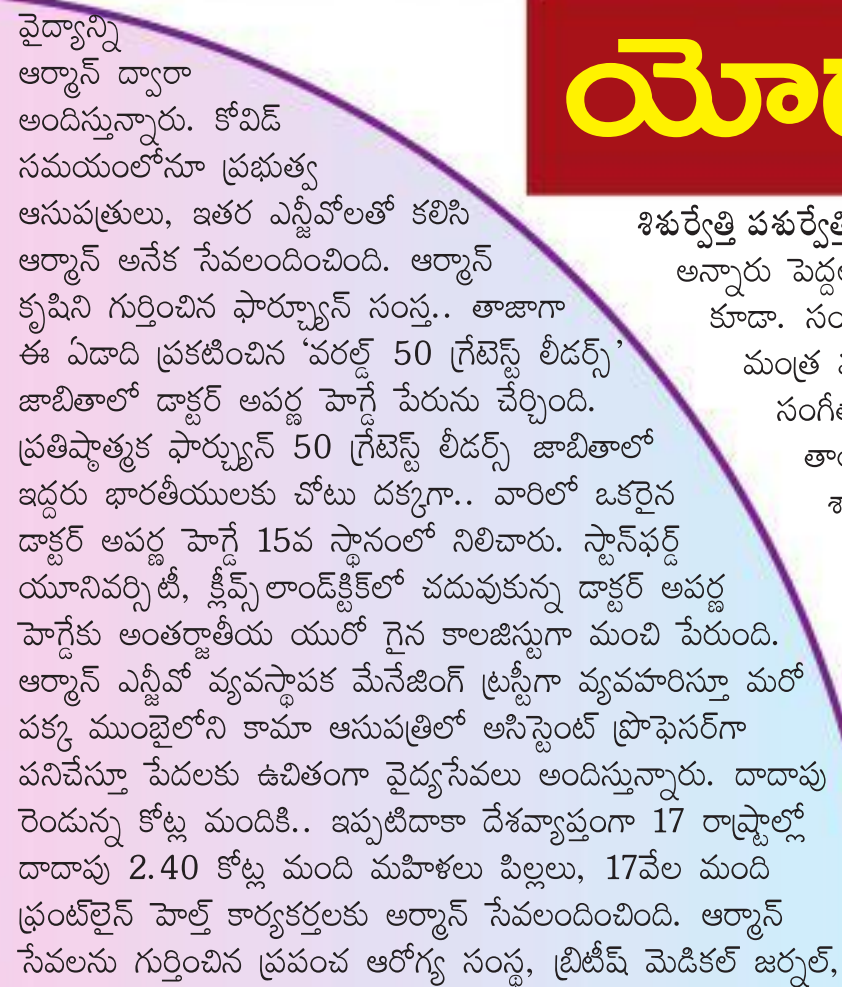 వైద్యాన్ని
ఆర్మాన్ ద్వారా
అందిస్తున్నారు. కోవిడ్
సమయంలోనూ ప్రభుత్వ
ఆసుపత్రులు, ఇతర ఎన్జీవోలతో కలిసి
ఆర్మాన్ అనేక సేవలందించింది. ఆర్మాన్
కృషిని గుర్తించిన ఫార్చ్యూన్ సంస్త.. తాజాగా
ఈ ఏడాది ప్రకటించిన ‘వరల్డ్ 50 గ్రేటెస్ట్ లీడర్స్’
జాబితాలో డాక్టర్ అపర్ణ హెగ్డే పేరును చేర్చింది.
ప్రతిష్ఠాత్మక ఫార్చ్యున్ 50 గ్రేటెస్ట్ లీడర్స్ జాబితాలో
ఇద్దరు భారతీయులకు చోటు దక్కగా.. వారిలో ఒకరైన
డాక్టర్ అపర్ణ హెగ్డే 15వ స్థానంలో నిలిచారు. స్టాన్‌ఫర్డ్
యూనివర్సిటీ, క్లీవ్స్‌లాండ్‌క్టిక్‌లో చదువుకున్న డాక్టర్ అపర్ణ
హెగ్డేకు అంతర్జాతీయ యురో గైన కాలజిస్టుగా మంచి పేరుంది.
ఆర్మాన్ ఎన్జీవో వ్యవస్థాపక మేనేజింగ్ ట్రస్టీగా వ్యవహరిస్తూ మరో
పక్క ముంబైలోని కామా ఆసుపత్రిలో అసిస్టెంట్ ప్రొఫెసర్‌గా
పనిచేస్తూ పేదలకు ఉచితంగా వైద్యసేవలు అందిస్తున్నారు. దాదాపు
రెండున్న కోట్ల మందికి.. ఇప్పటిదాకా దేశవ్యాప్తంగా 17 రాష్ట్రాల్లో
దాదాపు 2.40 కోట్ల మంది మహిళలు పిల్లలు, 17వేల మంది
ఫ్రంట్‌లైన్ హెల్త్ కార్యకర్తలకు అర్మాన్ సేవలందించింది. ఆర్మాన్
సేవలను గుర్తించిన ప్రపంచ ఆరోగ్య సంస్థ, బ్రిటీష్ మెడికల్ జర్నల్,
శిశుర్వేత్తి పశుర్వేత్తి
అన్నారు
కూడా.
మంత్ర